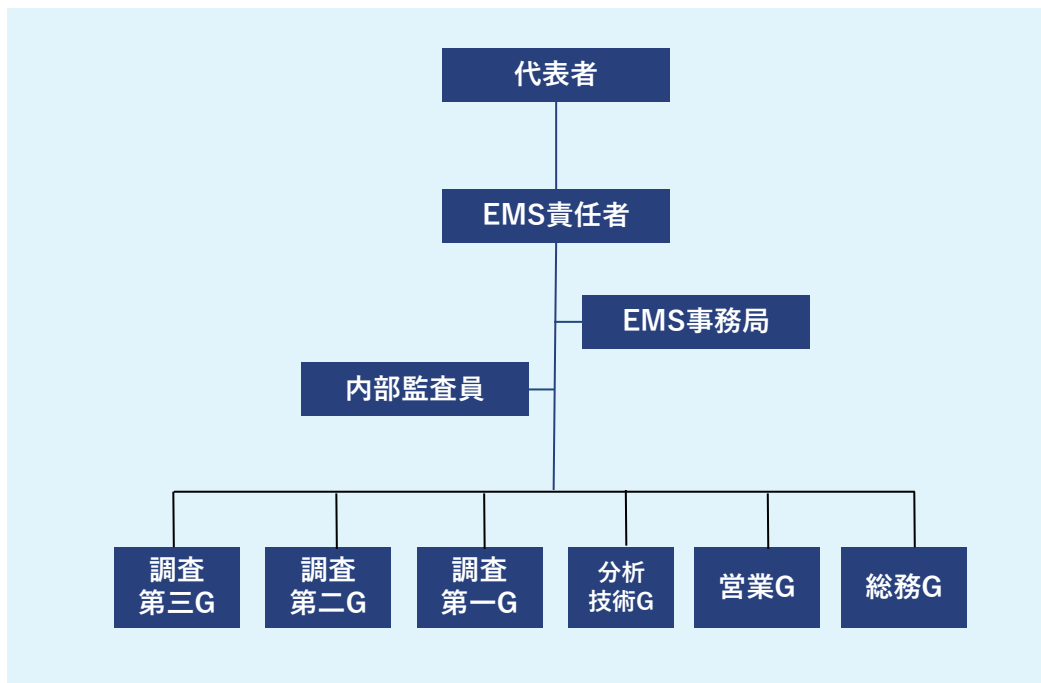 代表者
EMS責任者
EMS事務局
内部監査員
調査
第三G
調査
第二G
調査
第一G
分析
技術G
営業G
総務G